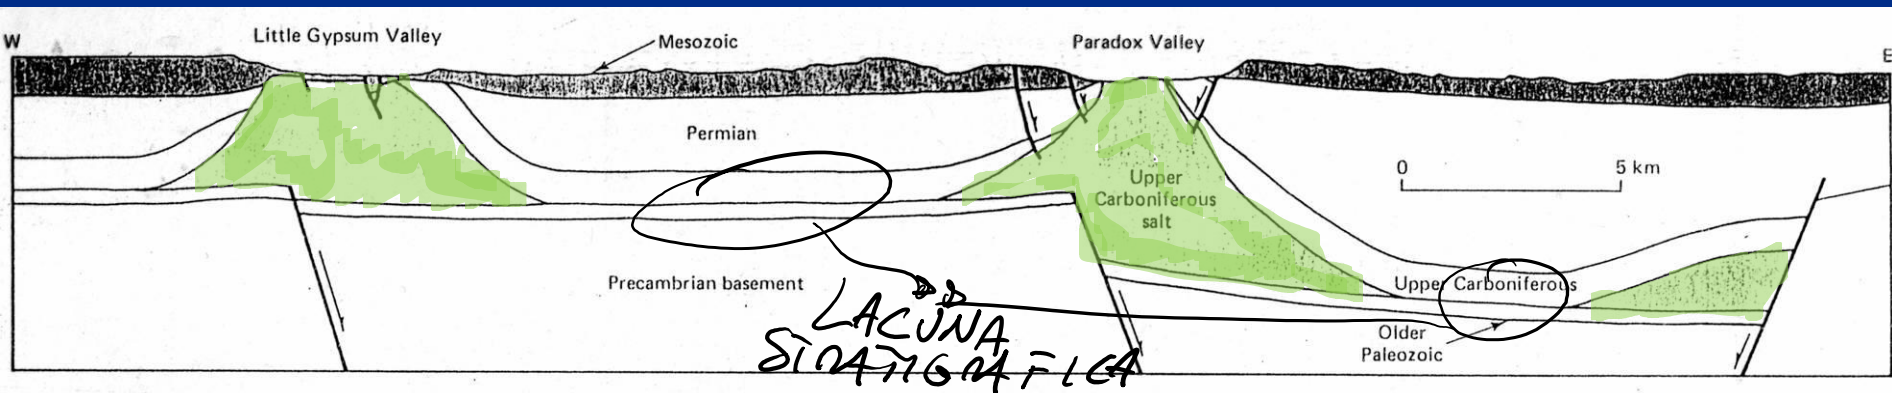 W
Little Gypsum Valley
Mesozoic
Paradox Valley
E
Permian
0 5 km
Upper
Carboniferous
salt
Precambrian basement
Upper Carboniferous
Older
Paleozoic
LACUNA
STRATIGRAFICA